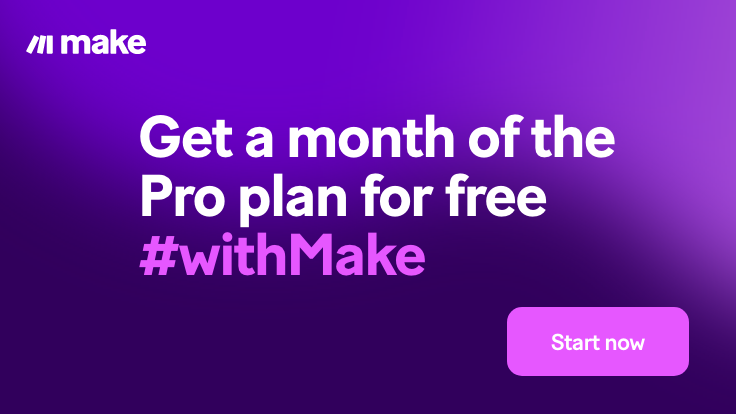 make
Get a month of the
Pro plan for free
#withMake
Start now